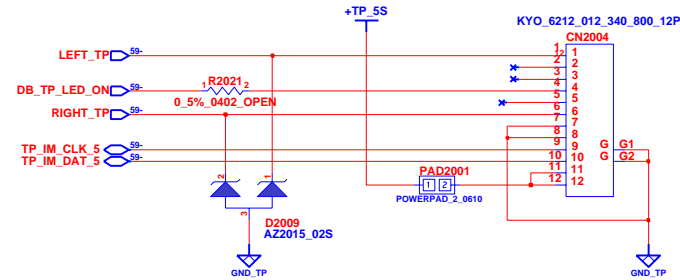 +TP_5S
KYO_6212_012_340_800_12P
CN2004
LEFT_TP 59-
DB_TP_LED_ON 59-
1 R2021 2
0_5%_0402_OPEN
RIGHT_TP 59-
TP_IM_CLK_5 59-
TP_IM_DAT_5 59-
1 1
12
2 2
3 3
4 4
5 5
6 6
7 7
8 8
9 9
10 10
11 11
12 12
G G1
G G2
PAD2001
1 2
POWERPAD_2_0610
2 1
3
D2009
AZ2015_02S
GND_TP
GND_TP